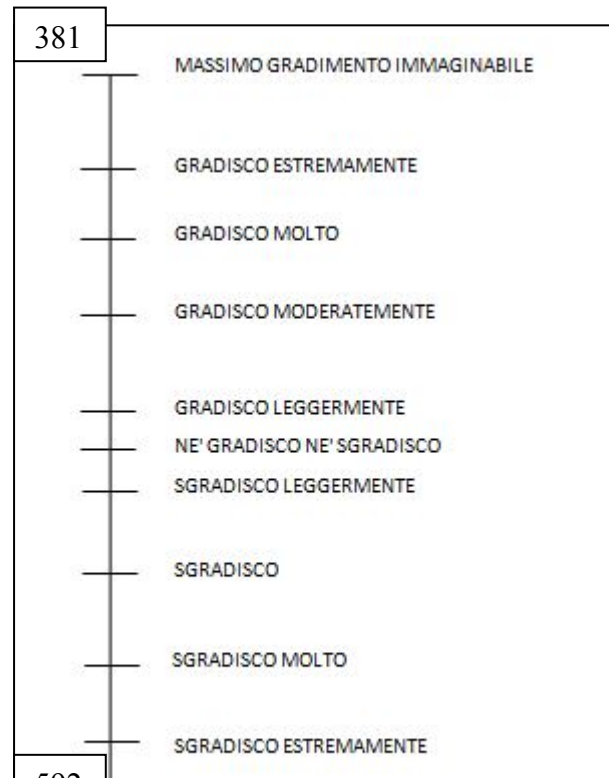 381
MASSIMO GRADIMENTO IMMAGINABILE
GRADISCO ESTREMAMENTE
GRADISCO MOLTO
GRADISCO MODERATEMENTE
GRADISCO LEGGERMENTE
NE' GRADISCO NE' SGRADISCO
SGRADISCO LEGGERMENTE
SGRADISCO
SGRADISCO MOLTO
SGRADISCO ESTREMAMENTE